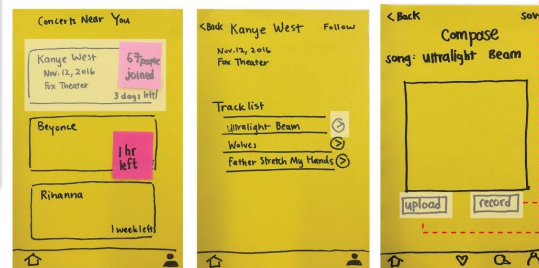 Concerts Near You
Kanye West
Nov. 12, 2016
Fox Theater
67 people
joined
3 days left!
Beyonce
1 hr
left
Rihanna
1 week left
<Back Kanye West Follow
Nov. 12, 2016
Fox Theater
Tracklist
Ultralight Beam
Wolves
Father Stretch My Hands
<Back
Compose
song: Ultralight Beam
upload record